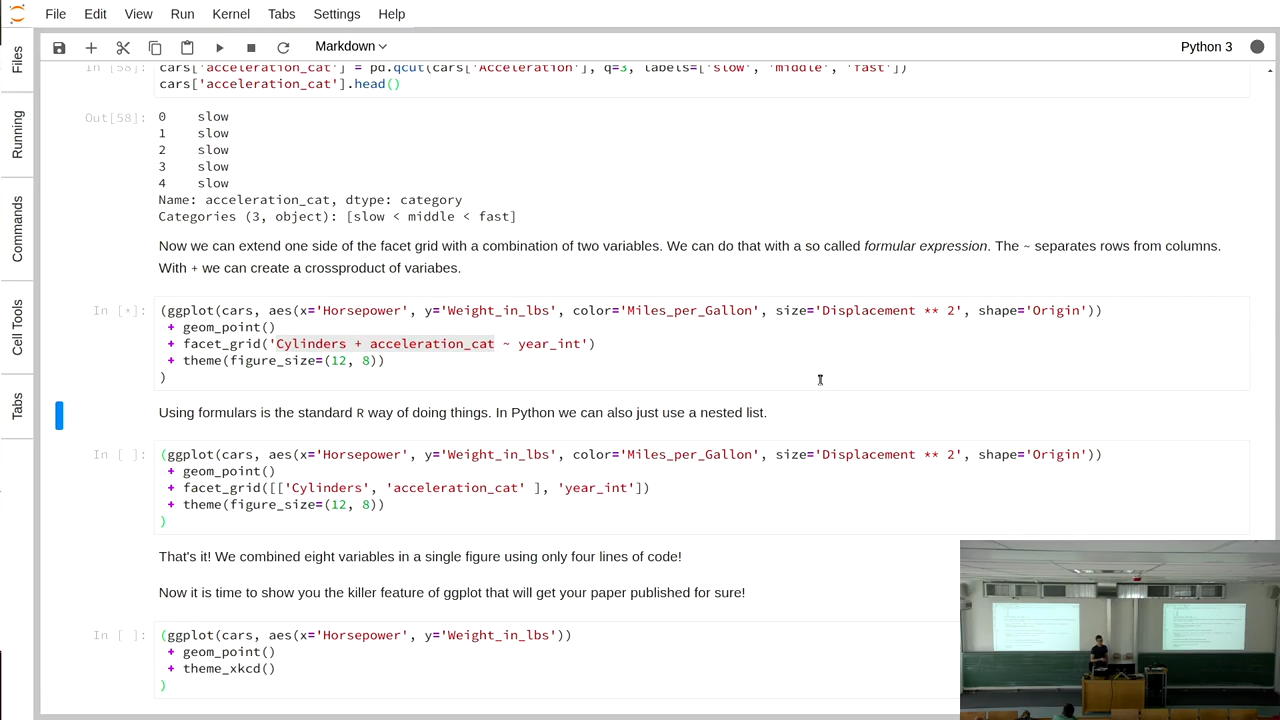 File Edit View Run Kernel Tabs Settings Help
Markdown
Python 3
Files
Running
Commands
Cell Tools
Tabs
In [58]: cars['acceleration_cat'] = pd.qcut(cars['Acceleration'], q=3, labels=['slow', 'middle', 'fast'])
cars['acceleration_cat'].head()
Out[58]: 0 slow
1 slow
2 slow
3 slow
4 slow
Name: acceleration_cat, dtype: category
Categories (3, object): [slow < middle < fast]
Now we can extend one side of the facet grid with a combination of two variables. We can do that with a so called formular expression. The ~ separates rows from columns.
With + we can create a crossproduct of variabes.
In [*]: (ggplot(cars, aes(x='Horsepower', y='Weight_in_lbs', color='Miles_per_Gallon', size='Displacement ** 2', shape='Origin'))
+ geom_point()
+ facet_grid('Cylinders + acceleration_cat ~ year_int')
+ theme(figure_size=(12, 8))
)
Using formulars is the standard R way of doing things. In Python we can also just use a nested list.
In [ ]: (ggplot(cars, aes(x='Horsepower', y='Weight_in_lbs', color='Miles_per_Gallon', size='Displacement ** 2', shape='Origin'))
+ geom_point()
+ facet_grid([['Cylinders', 'acceleration_cat' ], 'year_int'])
+ theme(figure_size=(12, 8))
)
That's it! We combined eight variables in a single figure using only four lines of code!
Now it is time to show you the killer feature of ggplot that will get your paper published for sure!
In [ ]: (ggplot(cars, aes(x='Horsepower', y='Weight_in_lbs'))
+ geom_point()
+ theme_xkcd()
)